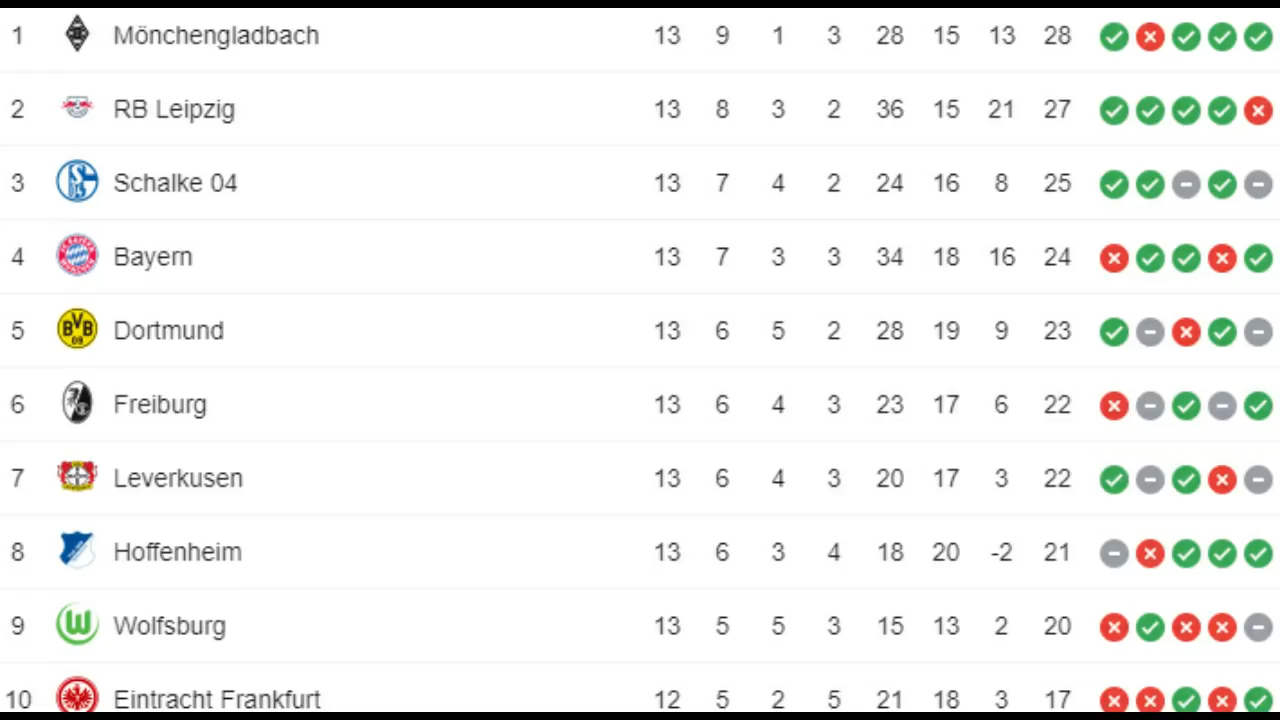 1 Mönchengladbach 13 9 1 3 28 15 13 28
2 RB Leipzig 13 8 3 2 36 15 21 27
3 Schalke 04 13 7 4 2 24 16 8 25
4 Bayern 13 7 3 3 34 18 16 24
5 BVB 09 Dortmund 13 6 5 2 28 19 9 23
6 Freiburg 13 6 4 3 23 17 6 22
7 Leverkusen 13 6 4 3 20 17 3 22
8 Hoffenheim 13 6 3 4 18 20 -2 21
9 W Wolfsburg 13 5 5 3 15 13 2 20
10 Eintracht Frankfurt 12 5 2 5 21 18 3 17